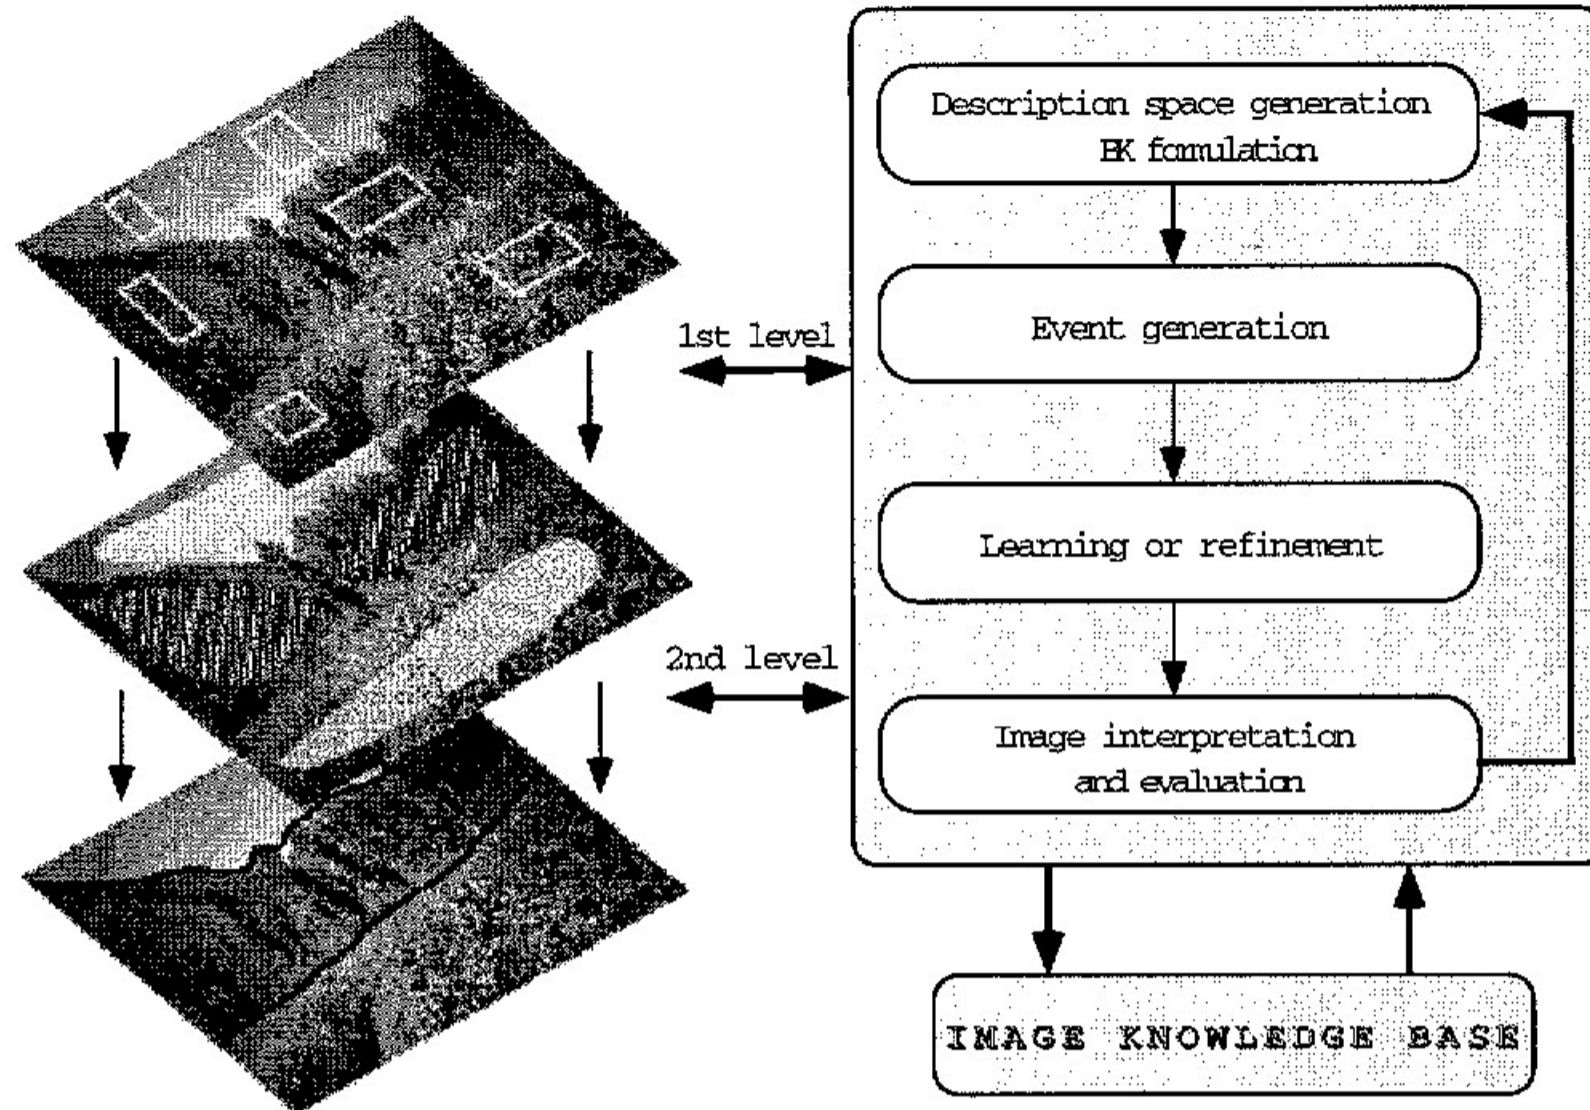 Description space generation
BK formulation
Event generation
1st level
Learning or refinement
2nd level
Image interpretation
and evaluation
IMAGE KNOWLEDGE BASE